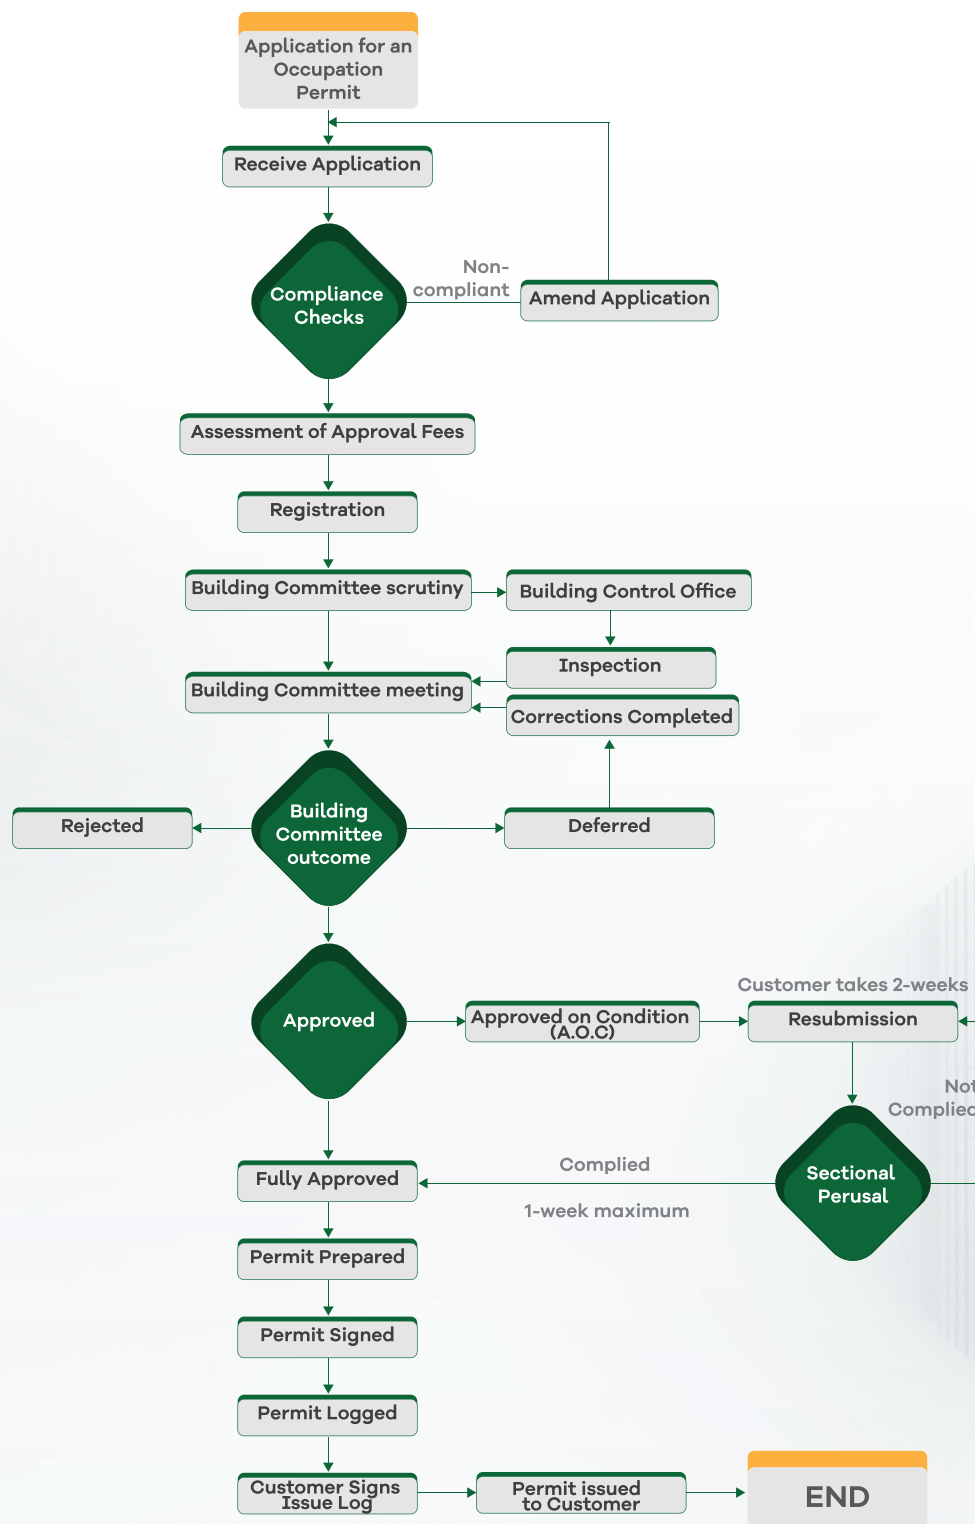 Application for an
Occupation
Permit
Receive Application
Non-
compliant
Compliance
Checks
Amend Application
Assessment of Approval Fees
Registration
Building Committee scrutiny
Building Control Office
Inspection
Building Committee meeting
Corrections Completed
Building
Committee
outcome
Rejected
Deferred
Customer takes 2-weeks
Approved
Approved on Condition
(A.O.C)
Resubmission
Not
Complied
Sectional
Perusal
Complied
1-week maximum
Fully Approved
Permit Prepared
Permit Signed
Permit Logged
Customer Signs
Issue Log
Permit issued
to Customer
END